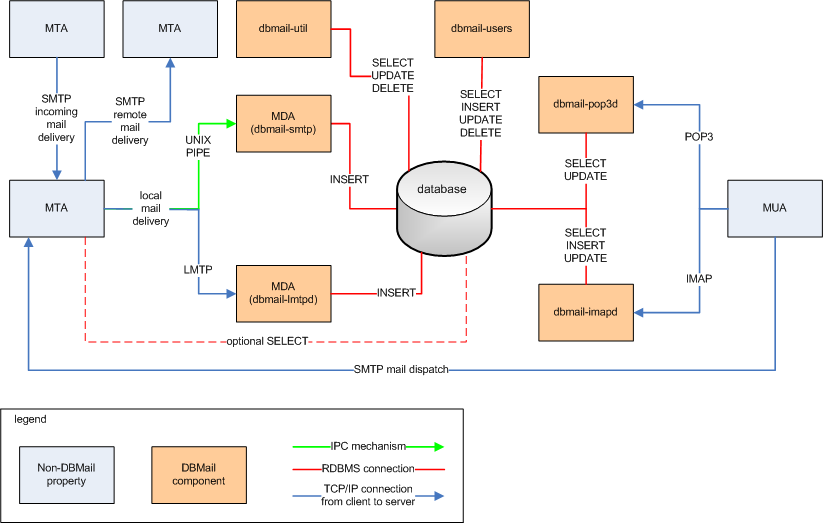 MTA
MTA
dbmail-util
dbmail-users
SELECT
UPDATE
DELETE
SELECT
INSERT
UPDATE
DELETE
SMTP
incoming
mail
delivery
SMTP
remote
mail
delivery
UNIX
PIPE
MDA
(dbmail-smtp)
dbmail-pop3d
POP3
INSERT
SELECT
UPDATE
database
MTA
local
mail
delivery
MUA
SELECT
INSERT
UPDATE
LMTP
MDA
(dbmail-lmtpd)
INSERT
IMAP
dbmail-imapd
optional SELECT
SMTP mail dispatch
legend
Non-DBMail
property
DBMail
component
IPC mechanism
RDBMS connection
TCP/IP connection
from client to server